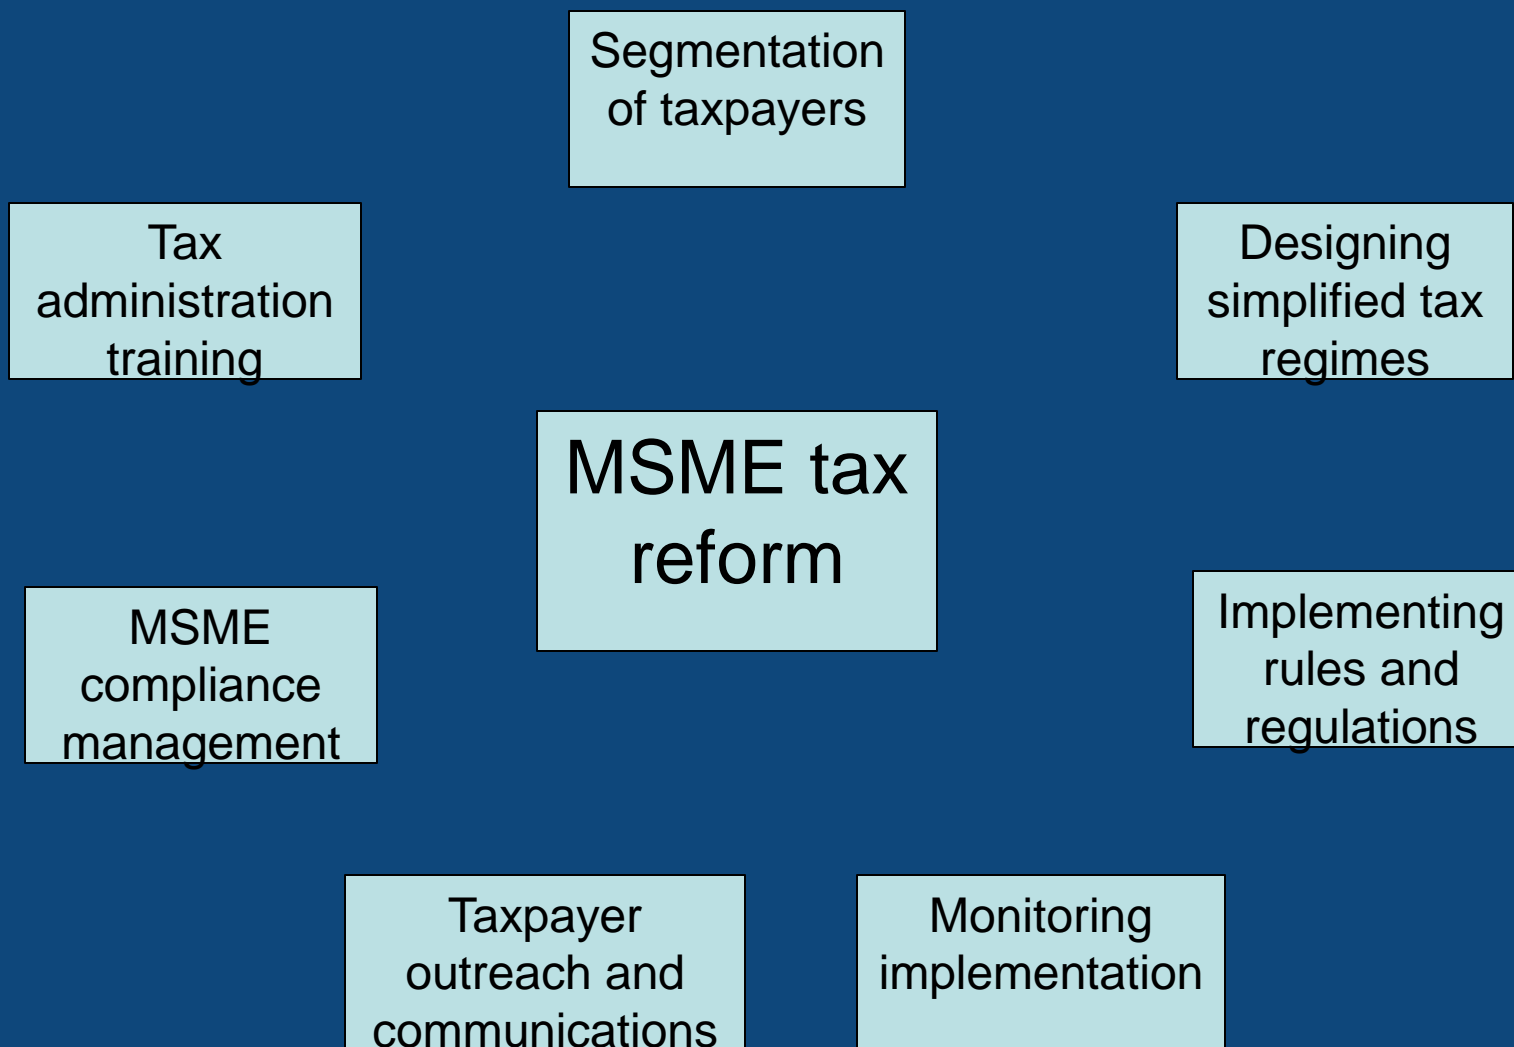 Segmentation
of taxpayers
Tax
administration
training
Designing
simplified tax
regimes
MSME tax
reform
MSME
compliance
management
Implementing
rules and
regulations
Taxpayer
outreach and
communications
Monitoring
implementation